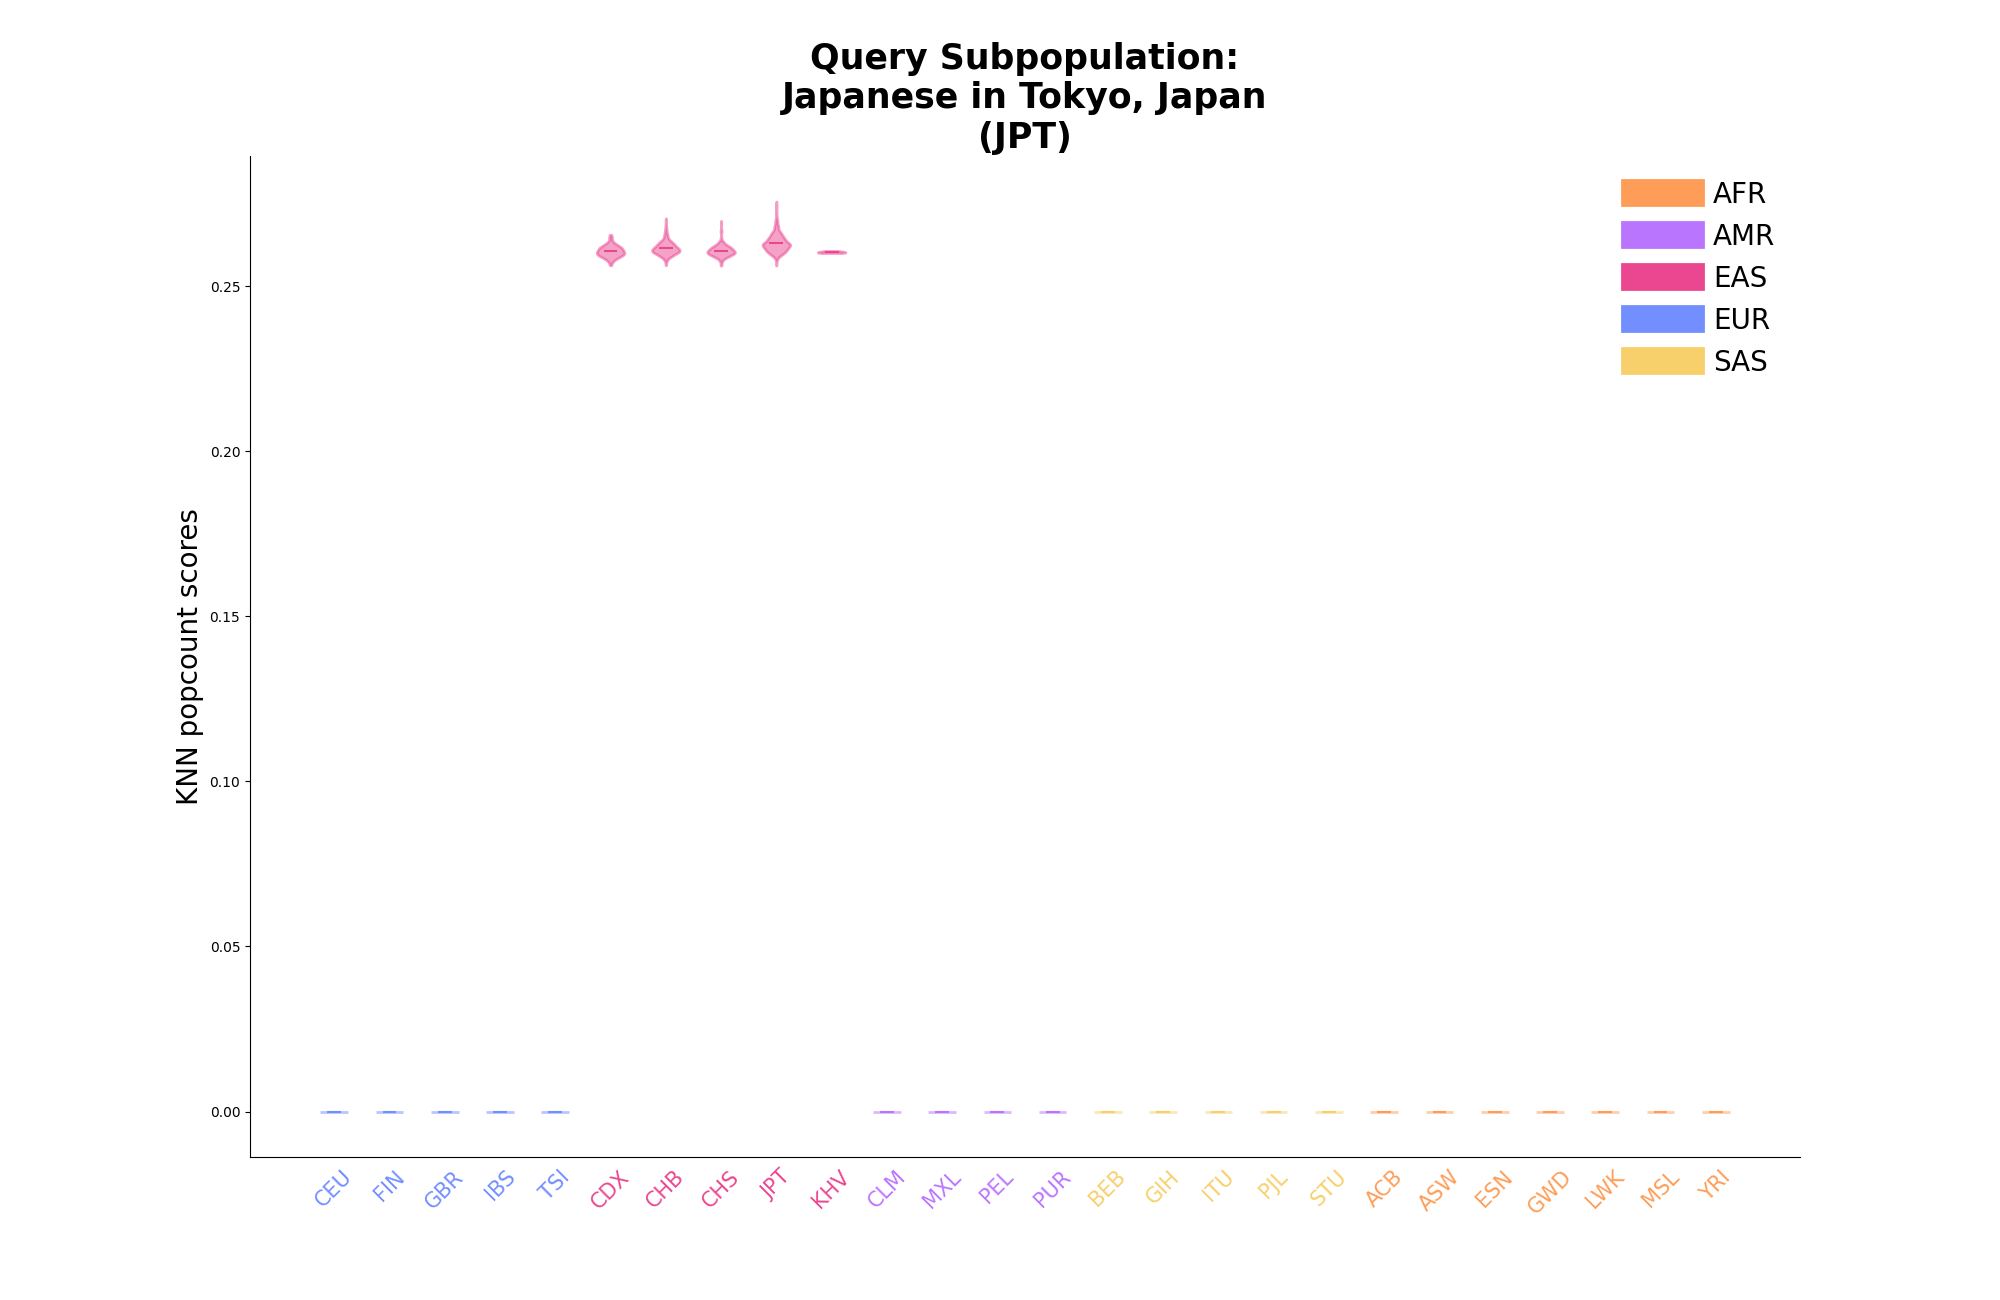 Query Subpopulation:
Japanese in Tokyo, Japan
(JPT)
AFR
AMR
EAS
EUR
SAS
KNN popcount scores
0.25
0.20
0.15
0.10
0.05
0.00
CEU FIN GBR IBS TSI CDX CHB CHS JPT KHV CLM MXL PEL PUR BEB GIH ITU PJL STU ACB ASW ESN GWD LWK MSL YRI